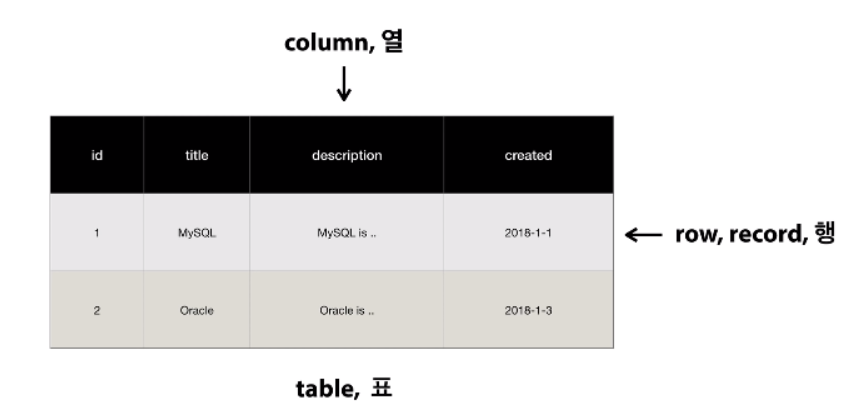 column, 열
id title description created
1 MySQL MySQL is .. 2018-1-1
row, record, 행
2 Oracle Oracle is .. 2018-1-3
table, 표